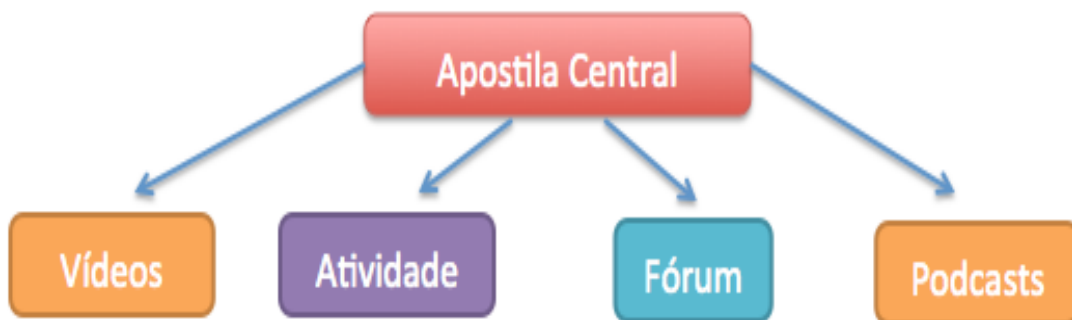 Apostila Central
Vídeos
Atividade
Fórum
Podcasts